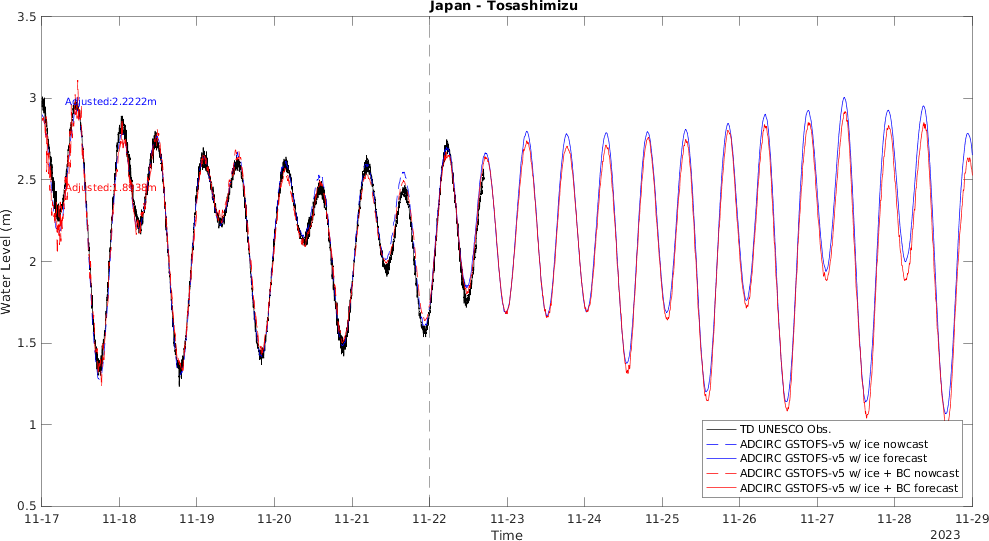 Japan - Tosashimizu
3.5
3
2.5
2
1.5
1
0.5
Water Level (m)
Adjusted:2.2222m
Adjusted:1.8938m
TD UNESCO Obs.
ADCIRC GSTOFS-v5 w/ ice nowcast
ADCIRC GSTOFS-v5 w/ ice forecast
ADCIRC GSTOFS-v5 w/ ice + BC nowcast
ADCIRC GSTOFS-v5 w/ ice + BC forecast
11-17 11-18 11-19 11-20 11-21 11-22 11-23 11-24 11-25 11-26 11-27 11-28 11-29
Time
2023